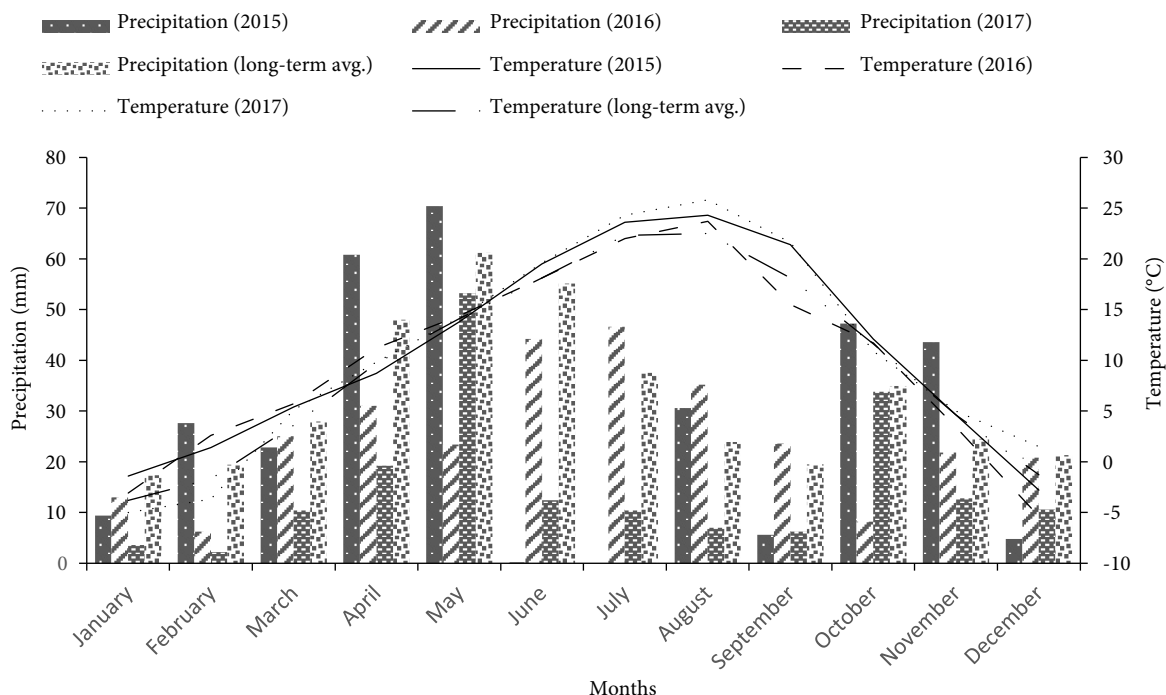 Precipitation (2015) Precipitation (2016) Precipitation (2017)
Precipitation (long-term avg.) Temperature (2015) Temperature (2016)
Temperature (2017) Temperature (long-term avg.)
80
70
60
50
40
30
20
10
0
Precipitation (mm)
30
25
20
15
10
5
0
-5
-10
Temperature (°C)
January
February
March
April
May
June
July
August
September
October
November
December
Months